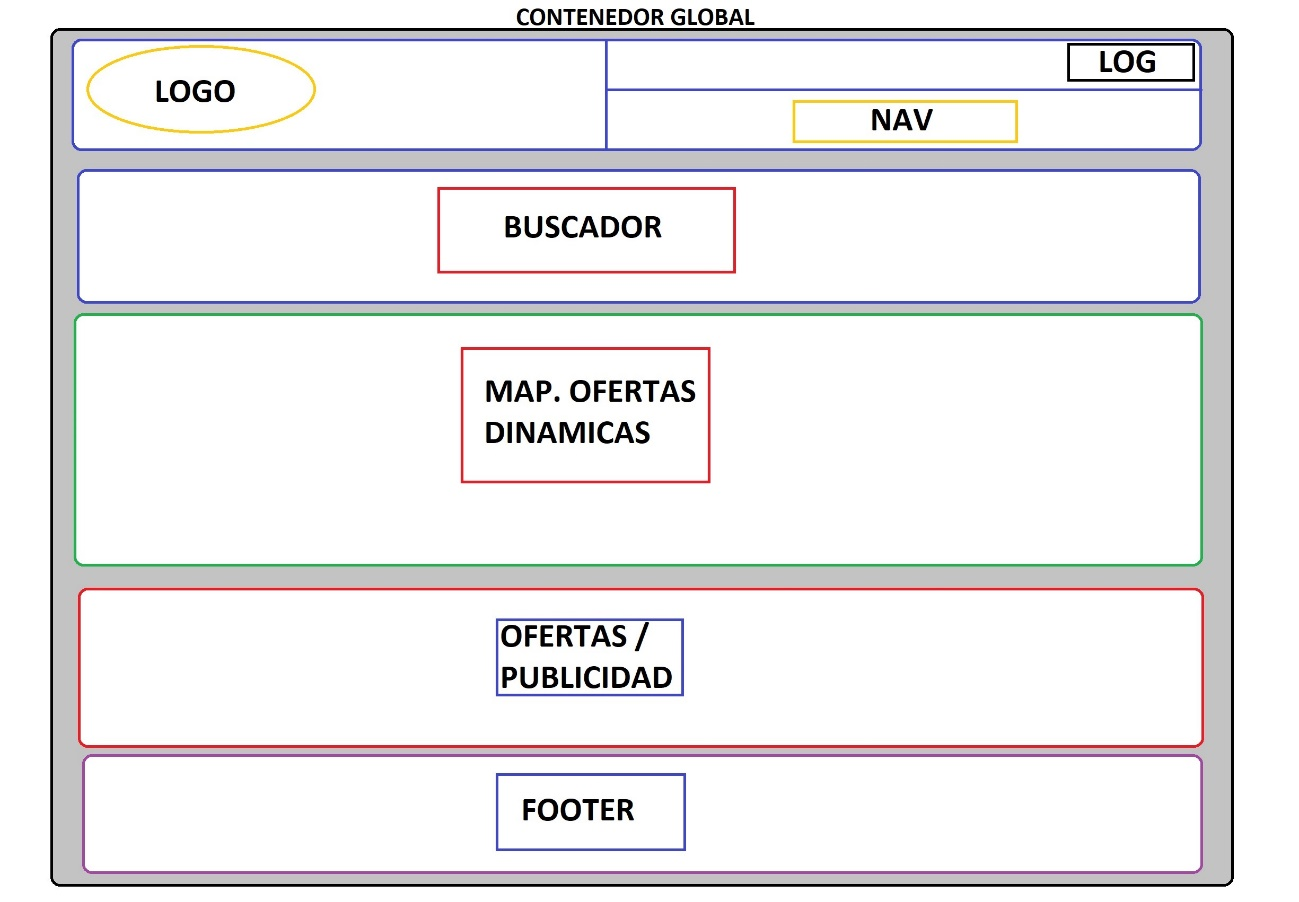 CONTENEDOR GLOBAL
LOGO
LOG
NAV
BUSCADOR
MAP. OFERTAS
DINAMICAS
OFERTAS /
PUBLICIDAD
FOOTER